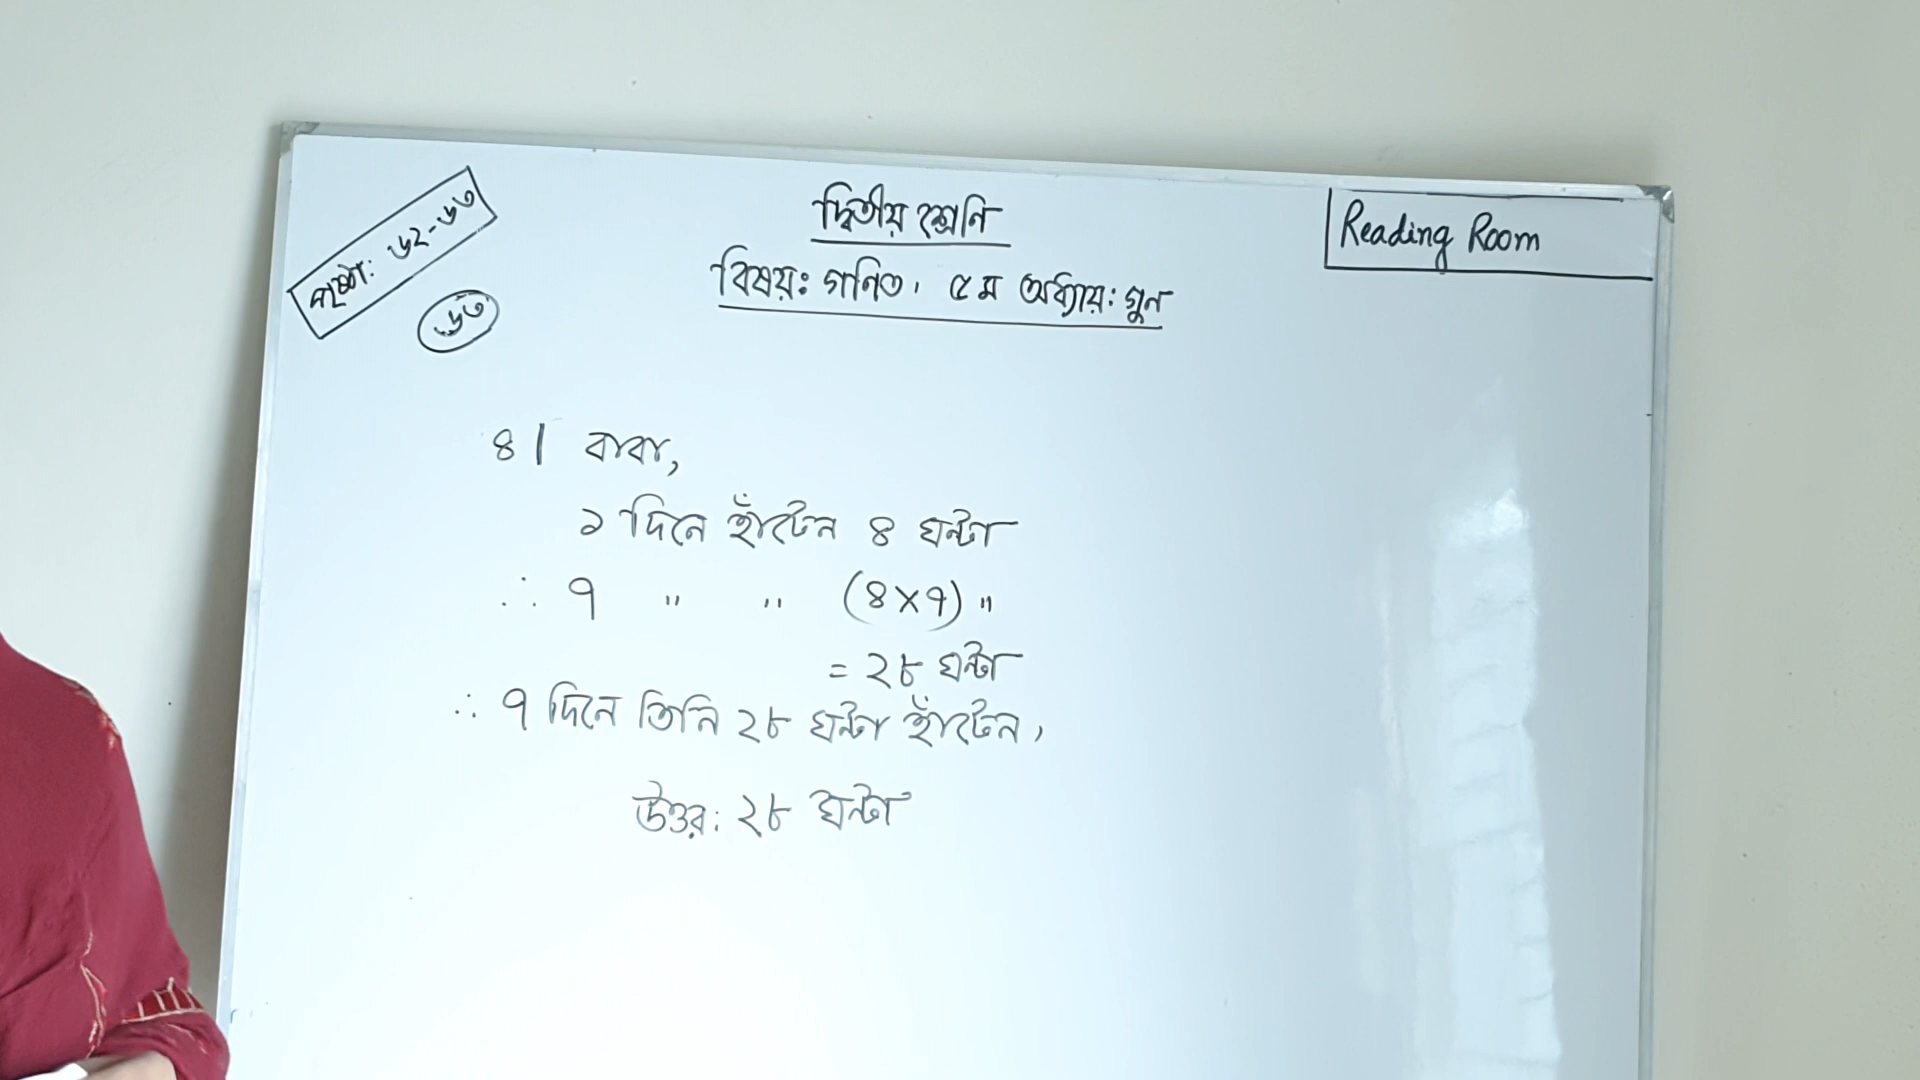 পৃষ্ঠা: ৬২-৬৩
৬৩
দ্বিতীয় শ্রেনি
বিষয়: গনিত, ৫ম অধ্যায়: গুন
Reading Room
৪| বাবা,
১ দিনে হাঁটেন ৪ ঘন্টা
∴ ৭ " " (৪×৭) "
= ২৮ ঘন্টা
∴ ৭ দিনে তিনি ২৮ ঘন্টা হাঁটেন,
উত্তর: ২৮ ঘন্টা